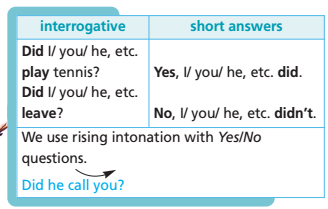 interrogative short answers
Did I/ you/ he, etc.
play tennis? Yes, I/ you/ he, etc. did.
Did I/ you/ he, etc.
leave? No, I/ you/ he, etc. didn't.
We use rising intonation with Yes/No
questions.
Did he call you?